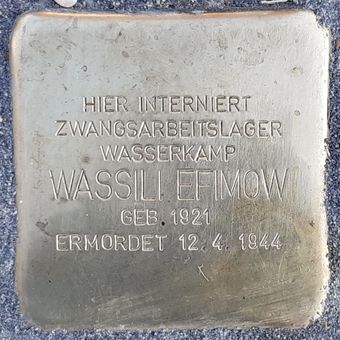 HIER INTERNIERT
ZWANGSARBEITSLAGER
WASSERKAMP
WASSILI EFIMOW
GEB. 1921
ERMORDET 12. 4. 1944